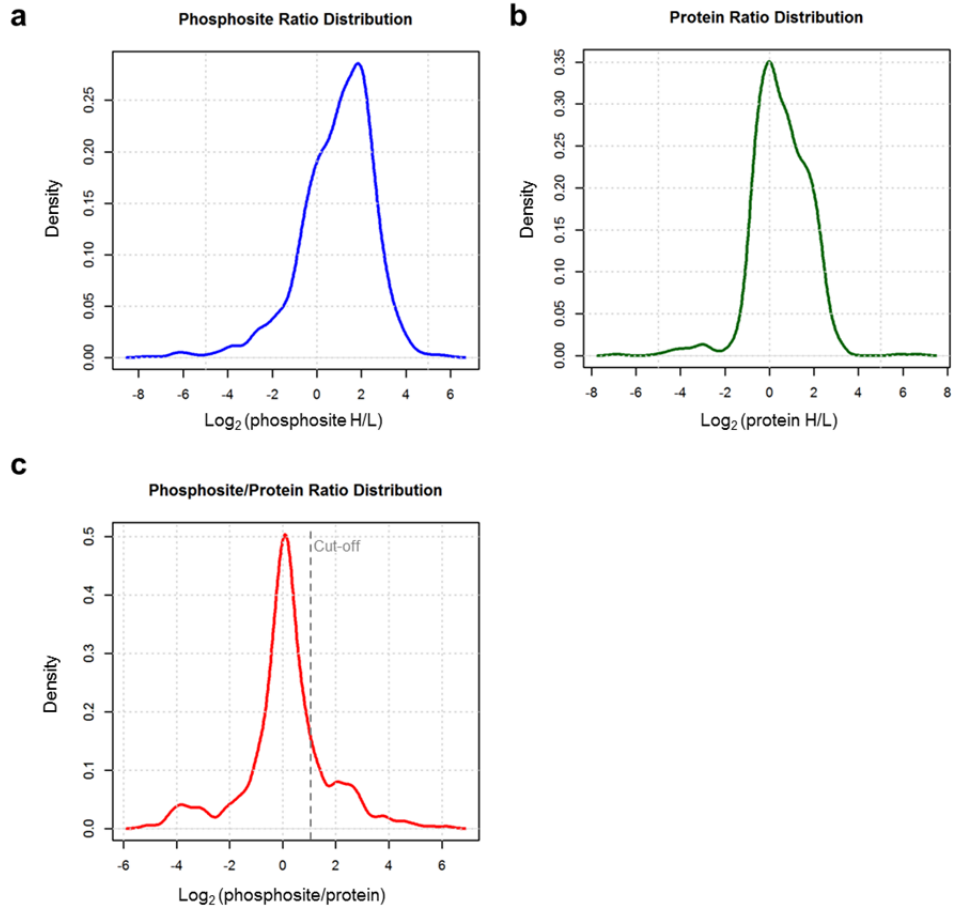 a
Phosphosite Ratio Distribution
Density
0.00
0.05
0.10
0.15
0.20
0.25
-8 -6 -4 -2 0 2 4 6
Log2 (phosphosite H/L)
b
Protein Ratio Distribution
Density
0.00
0.05
0.10
0.15
0.20
0.25
0.30
0.35
-8 -6 -4 -2 0 2 4 6 8
Log2 (protein H/L)
c
Phosphosite/Protein Ratio Distribution
Cut-off
Density
0.0
0.1
0.2
0.3
0.4
0.5
-6 -4 -2 0 2 4 6
Log2 (phosphosite/protein)